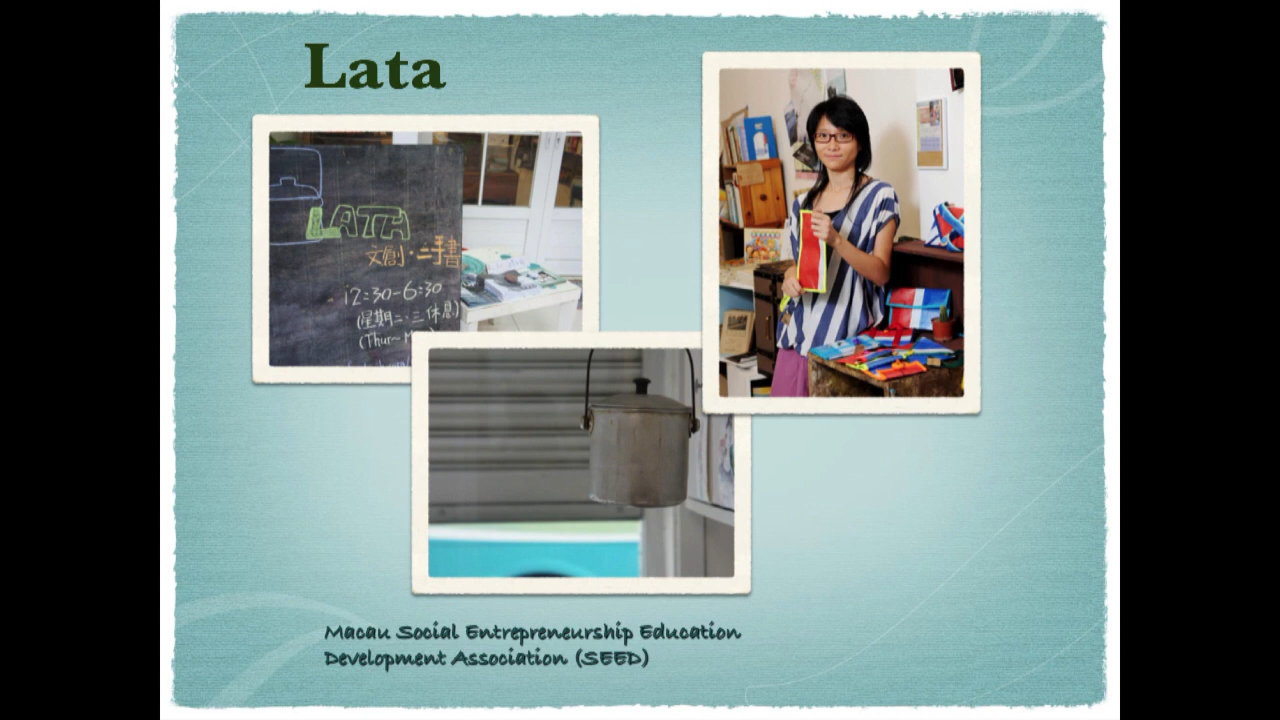 Lata
LATA
文創·二手書
12:30-6:30
(星期二·三休息)
(Thur~
Macau Social Entrepreneurship Education
Development Association (SEED)